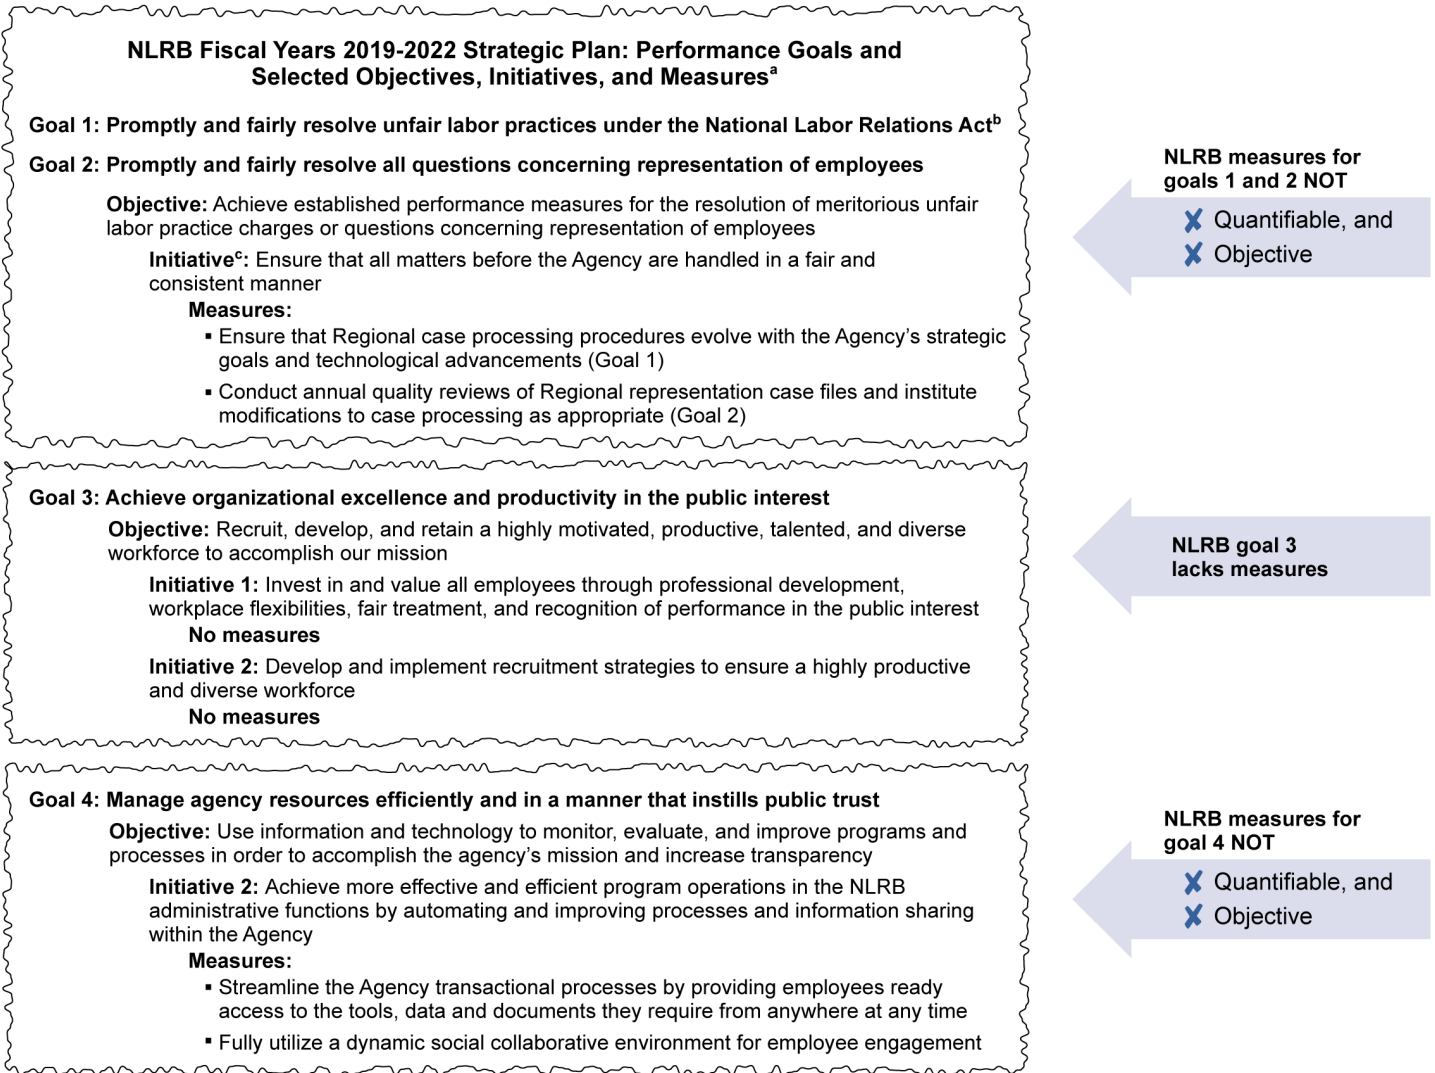 NLRB Fiscal Years 2019-2022 Strategic Plan: Performance Goals and
Selected Objectives, Initiatives, and Measuresᵃ
Goal 1: Promptly and fairly resolve unfair labor practices under the National Labor Relations Actᵇ
Goal 2: Promptly and fairly resolve all questions concerning representation of employees
Objective: Achieve established performance measures for the resolution of meritorious unfair
labor practice charges or questions concerning representation of employees
Initiativeᶜ: Ensure that all matters before the Agency are handled in a fair and
consistent manner
Measures:
▪ Ensure that Regional case processing procedures evolve with the Agency's strategic
goals and technological advancements (Goal 1)
▪ Conduct annual quality reviews of Regional representation case files and institute
modifications to case processing as appropriate (Goal 2)
NLRB measures for
goals 1 and 2 NOT
✘ Quantifiable, and
✘ Objective
Goal 3: Achieve organizational excellence and productivity in the public interest
Objective: Recruit, develop, and retain a highly motivated, productive, talented, and diverse
workforce to accomplish our mission
Initiative 1: Invest in and value all employees through professional development,
workplace flexibilities, fair treatment, and recognition of performance in the public interest
No measures
Initiative 2: Develop and implement recruitment strategies to ensure a highly productive
and diverse workforce
No measures
NLRB goal 3
lacks measures
Goal 4: Manage agency resources efficiently and in a manner that instills public trust
Objective: Use information and technology to monitor, evaluate, and improve programs and
processes in order to accomplish the agency's mission and increase transparency
Initiative 2: Achieve more effective and efficient program operations in the NLRB
administrative functions by automating and improving processes and information sharing
within the Agency
Measures:
▪ Streamline the Agency transactional processes by providing employees ready
access to the tools, data and documents they require from anywhere at any time
▪ Fully utilize a dynamic social collaborative environment for employee engagement
NLRB measures for
goal 4 NOT
✘ Quantifiable, and
✘ Objective